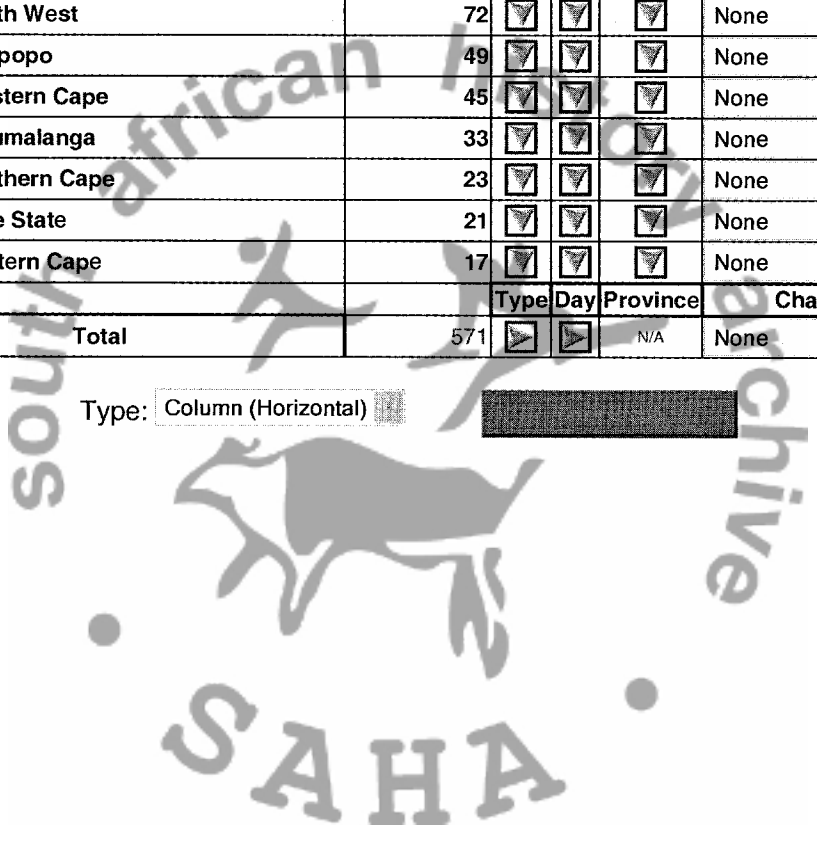 th West 72 None
popo 49 None
stern Cape 45 None
umalanga 33 None
thern Cape 23 None
e State 21 None
tern Cape 17 None
Type Day Province Cha
Total 571 N/A None
Type: Column (Horizontal)
south african history archive
SAHA